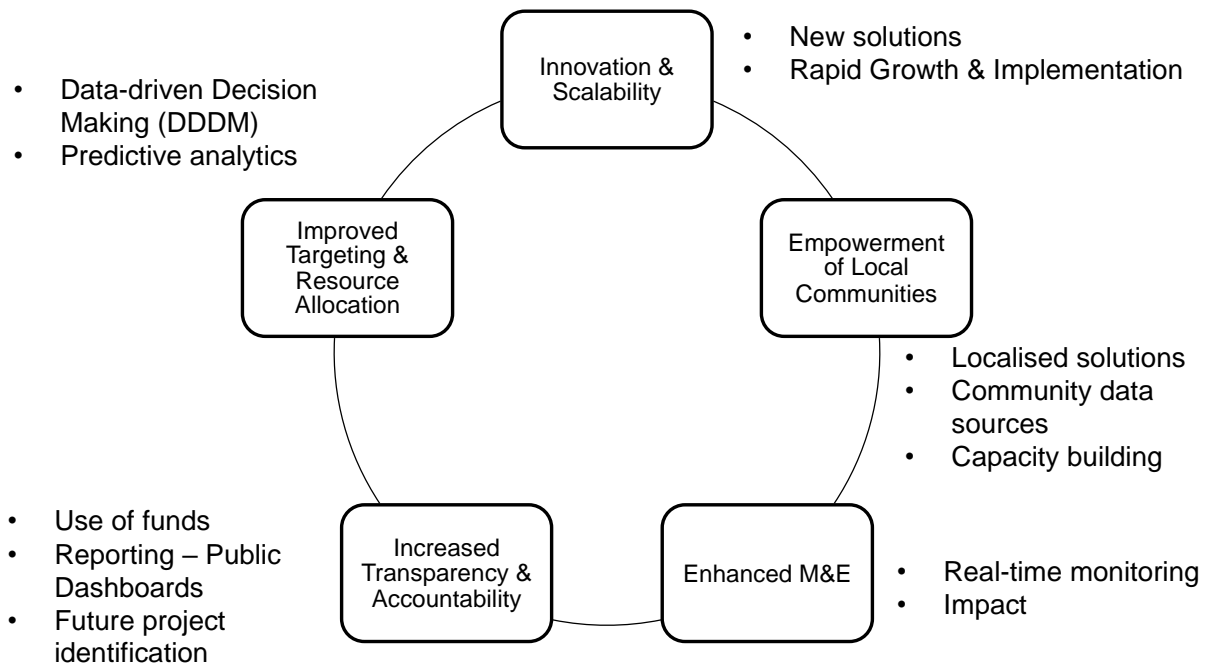 Innovation &
Scalability
• New solutions
• Rapid Growth & Implementation
• Data-driven Decision
Making (DDDM)
• Predictive analytics
Improved
Targeting &
Resource
Allocation
Empowerment
of Local
Communities
• Localised solutions
• Community data
sources
• Capacity building
• Use of funds
• Reporting – Public
Dashboards
• Future project
identification
Increased
Transparency &
Accountability
Enhanced M&E
• Real-time monitoring
• Impact